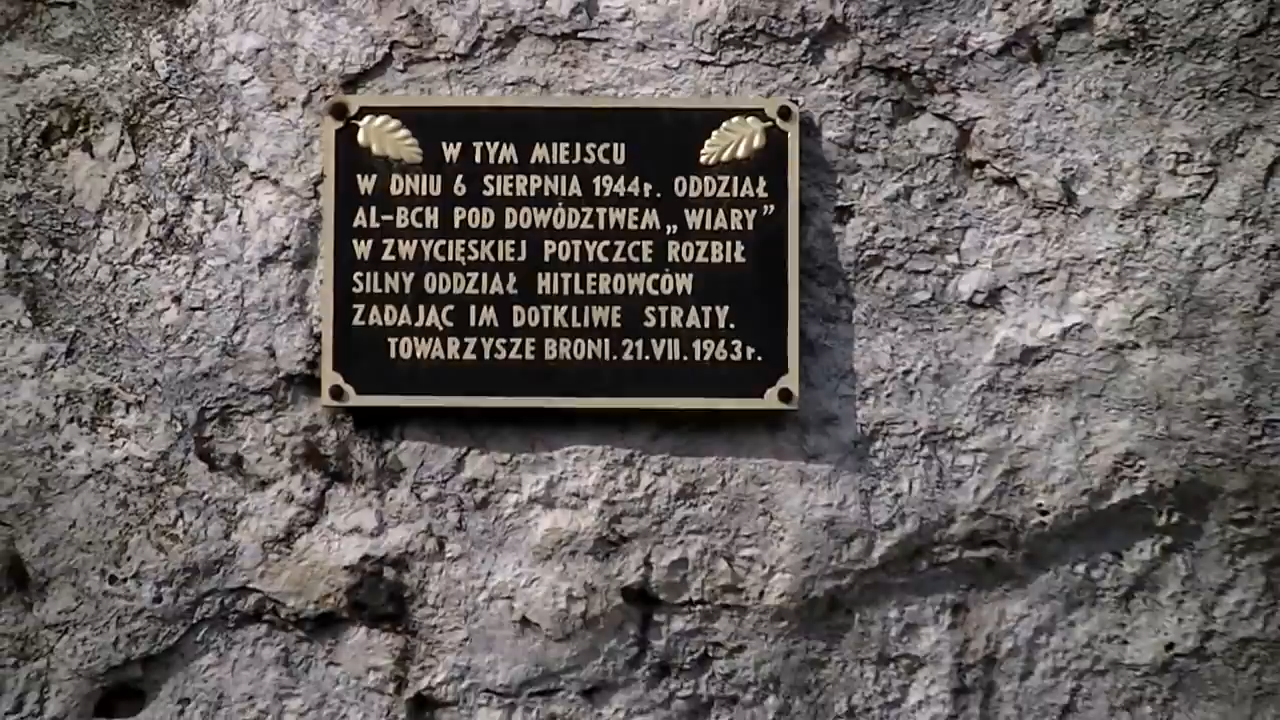 W TYM MIEJSCU
W DNIU 6 SIERPNIA 1944r. ODDZIAŁ
AL-BCH POD DOWÓDZTWEM „WIARY”
W ZWYCIĘSKIEJ POTYCZCE ROZBIŁ
SILNY ODDZIAŁ HITLEROWCÓW
ZADAJĄC IM DOTKLIWE STRATY.
TOWARZYSZE BRONI. 21.VII.1963r.